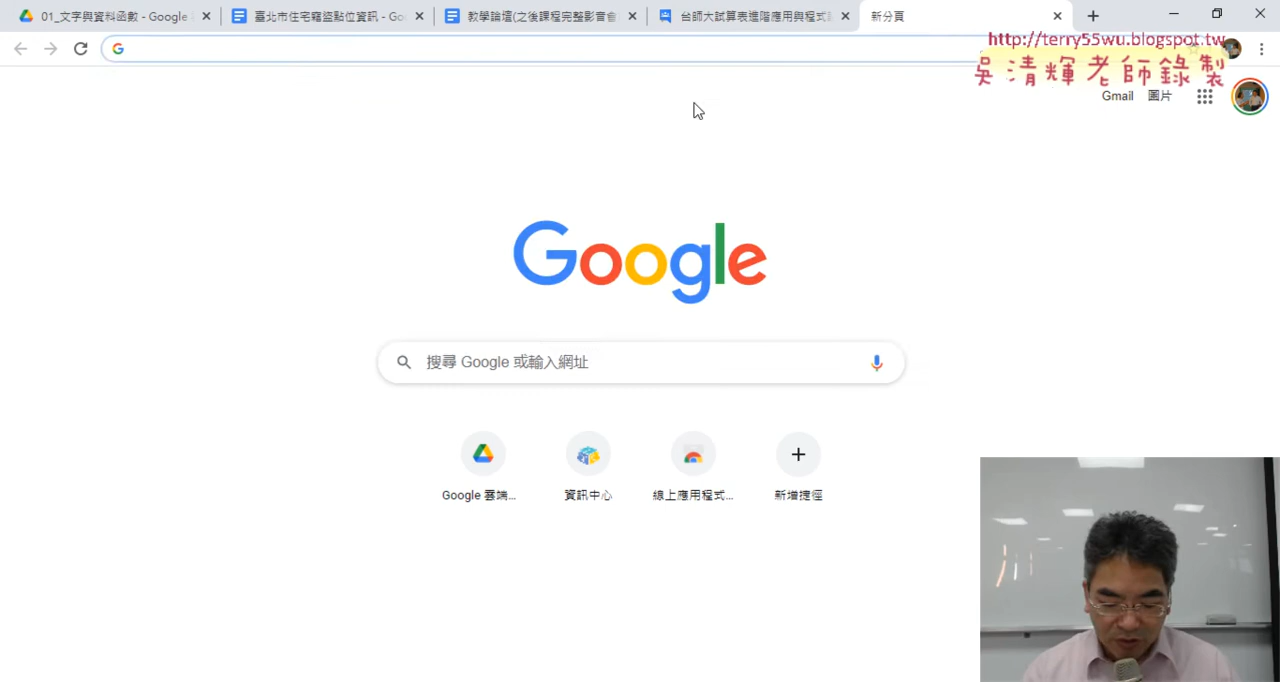 01_文字與資料函數 - Google
臺北市住宅竊盜點位資訊 - Go
教學論壇(之後課程完整影音會
台師大試算表進階應用與程式
新分頁
http://terry55wu.blogspot.tw
吳清輝老師錄製
Gmail
圖片
Google
搜尋 Google 或輸入網址
Google 雲端...
資訊中心
線上應用程式...
新增捷徑